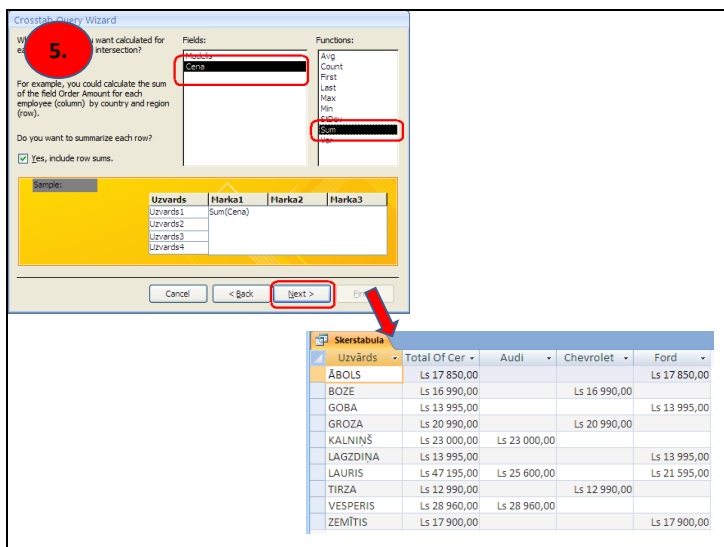 Crosstab Query Wizard
5.
want calculated for
intersection?
For example, you could calculate the sum
of the field Order Amount for each
employee (column) by country and region
(row).
Do you want to summarize each row?
Yes, include row sums.
Fields:
Modelis
Cena
Functions:
Avg
Count
First
Last
Max
Min
StDev
Sum
Var
Sample:
Uzvards Marka1 Marka2 Marka3
Uzvards1 Sum(Cena)
Uzvards2
Uzvards3
Uzvards4
Cancel < Back Next >
Skerstabula
Uzvārds Total Of Cer Audi Chevrolet Ford
ĀBOLS Ls 17 850,00 Ls 17 850,00
BOZE Ls 16 990,00 Ls 16 990,00
GOBA Ls 13 995,00 Ls 13 995,00
GROZA Ls 20 990,00 Ls 20 990,00
KALNIŅŠ Ls 23 000,00 Ls 23 000,00
LAGZDIŅA Ls 13 995,00 Ls 13 995,00
LAURIS Ls 47 195,00 Ls 25 600,00 Ls 21 595,00
TIRZA Ls 12 990,00 Ls 12 990,00
VESPERIS Ls 28 960,00 Ls 28 960,00
ZEMĪTIS Ls 17 900,00 Ls 17 900,00